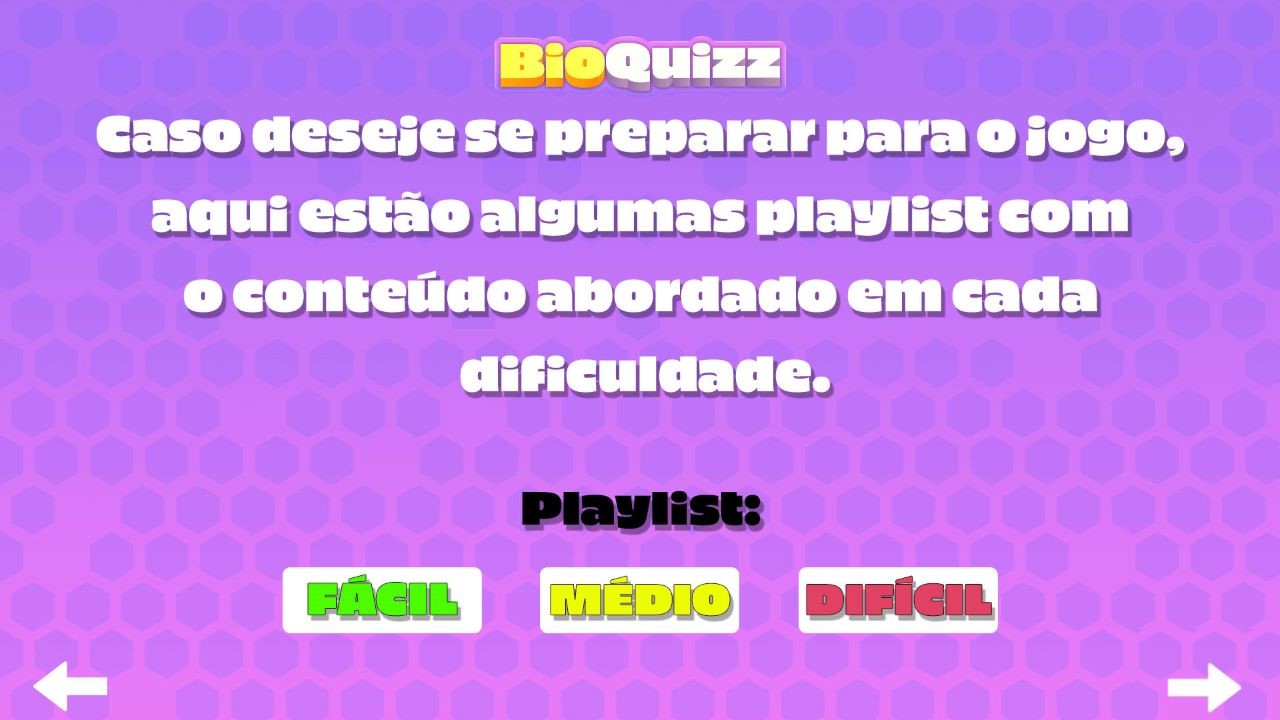 BioQuizz
Caso deseje se preparar para o jogo,
aqui estão algumas playlist com
o conteúdo abordado em cada
dificuldade.
Playlist:
FÁCIL
MÉDIO
DIFÍCIL